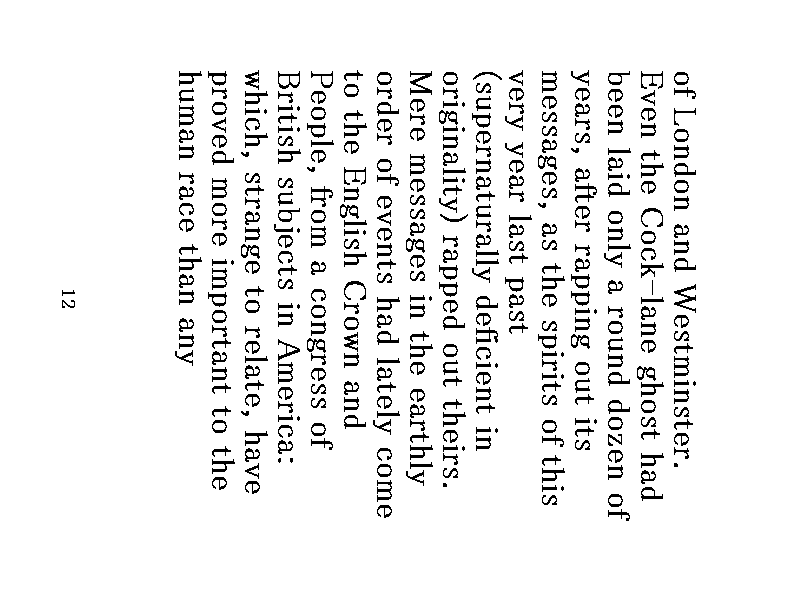 of London and Westminster.
Even the Cock-lane ghost had
been laid only a round dozen of
years, after rapping out its
messages, as the spirits of this
very year last past
(supernaturally deficient in
originality) rapped out theirs.
Mere messages in the earthly
order of events had lately come
to the English Crown and
People, from a congress of
British subjects in America:
which, strange to relate, have
proved more important to the
human race than any
12